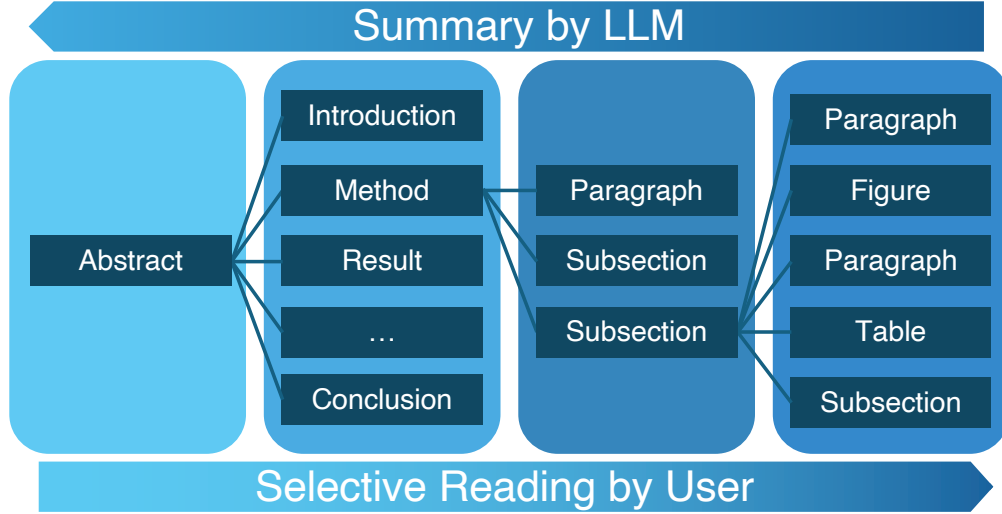 Summary by LLM
Abstract
Introduction
Method
Result
…
Conclusion
Paragraph
Subsection
Subsection
Paragraph
Figure
Paragraph
Table
Subsection
Selective Reading by User